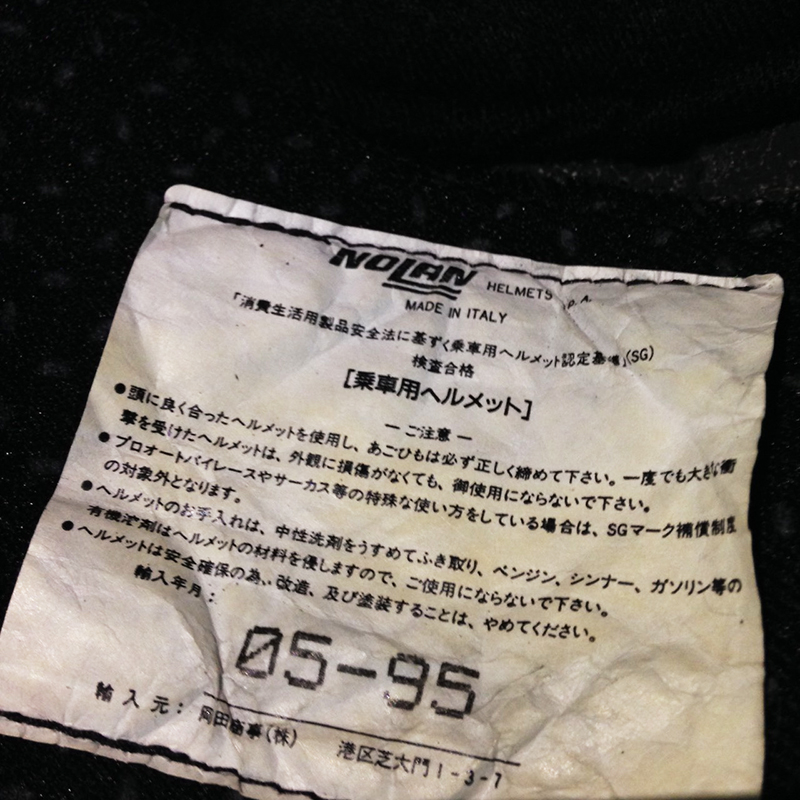 NOLAN HELMETS p.A.
MADE IN ITALY
「消費生活用製品安全法に基ずく乗車用ヘルメット認定基準」(SG)
検査合格
[乗車用ヘルメット]
— ご注意 —
●頭に良く合ったヘルメットを使用し、あごひもは必ず正しく締めて下さい。一度でも大きな衝
撃を受けたヘルメットは、外観に損傷がなくても、御使用にならないで下さい。
●プロオートバイレースやサーカス等の特殊な使い方をしている場合は、SGマーク補償制度
の対象外となります。
●ヘルメットのお手入れは、中性洗剤をうすめてふき取り、ベンジン、シンナー、ガソリン等の
有機溶剤はヘルメットの材料を侵しますので、ご使用にならないで下さい。
●ヘルメットは安全確保の為、改造、及び塗装することは、やめてください。
輸入年月:
05-95
輸入元: 岡田商事(株) 港区芝大門1-3-7